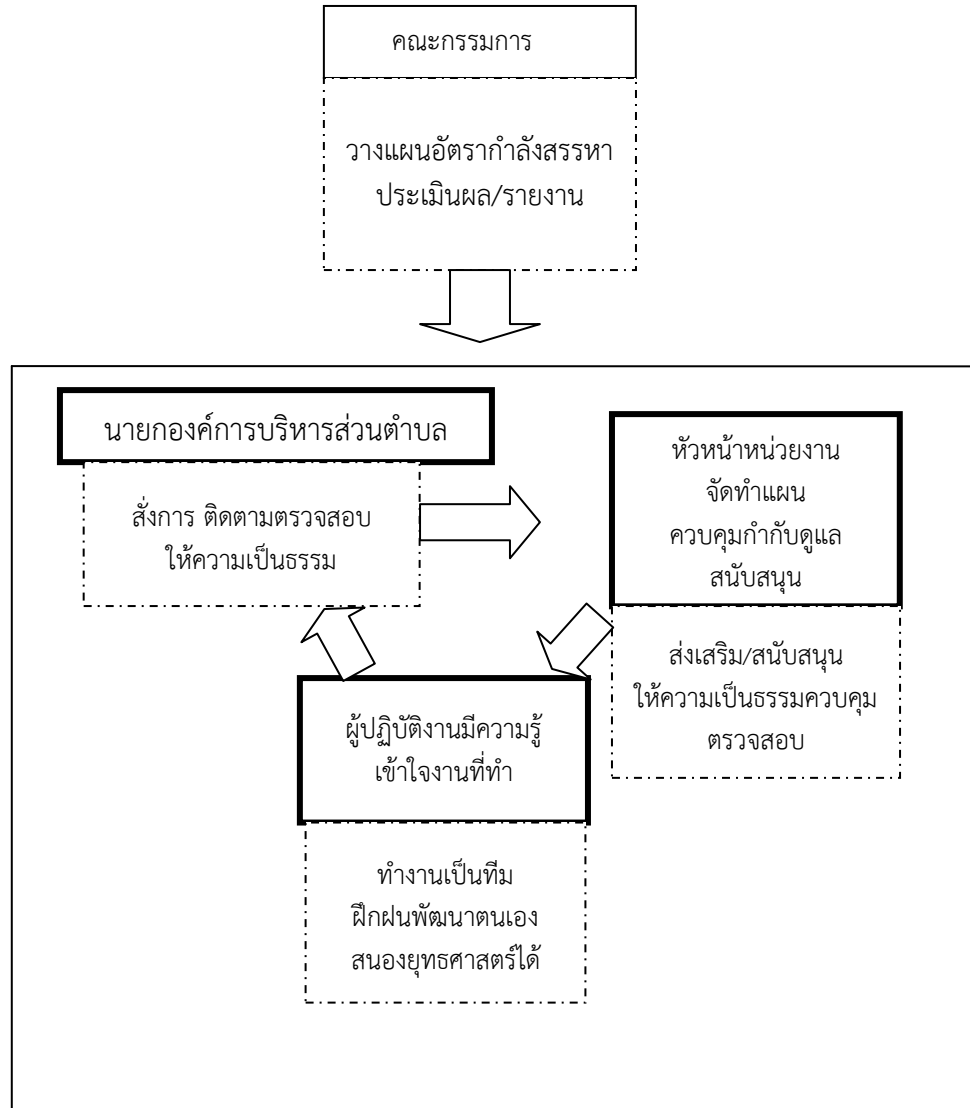 คณะกรรมการ
วางแผนอัตรากำลังสรรหา
ประเมินผล/รายงาน
นายกองค์การบริหารส่วนตำบล
สั่งการ ติดตามตรวจสอบ
ให้ความเป็นธรรม
หัวหน้าหน่วยงาน
จัดทำแผน
ควบคุมกำกับดูแล
สนับสนุน
ส่งเสริม/สนับสนุน
ให้ความเป็นธรรมควบคุม
ตรวจสอบ
ผู้ปฏิบัติงานมีความรู้
เข้าใจงานที่ทำ
ทำงานเป็นทีม
ฝึกฝนพัฒนาตนเอง
สนองยุทธศาสตร์ได้